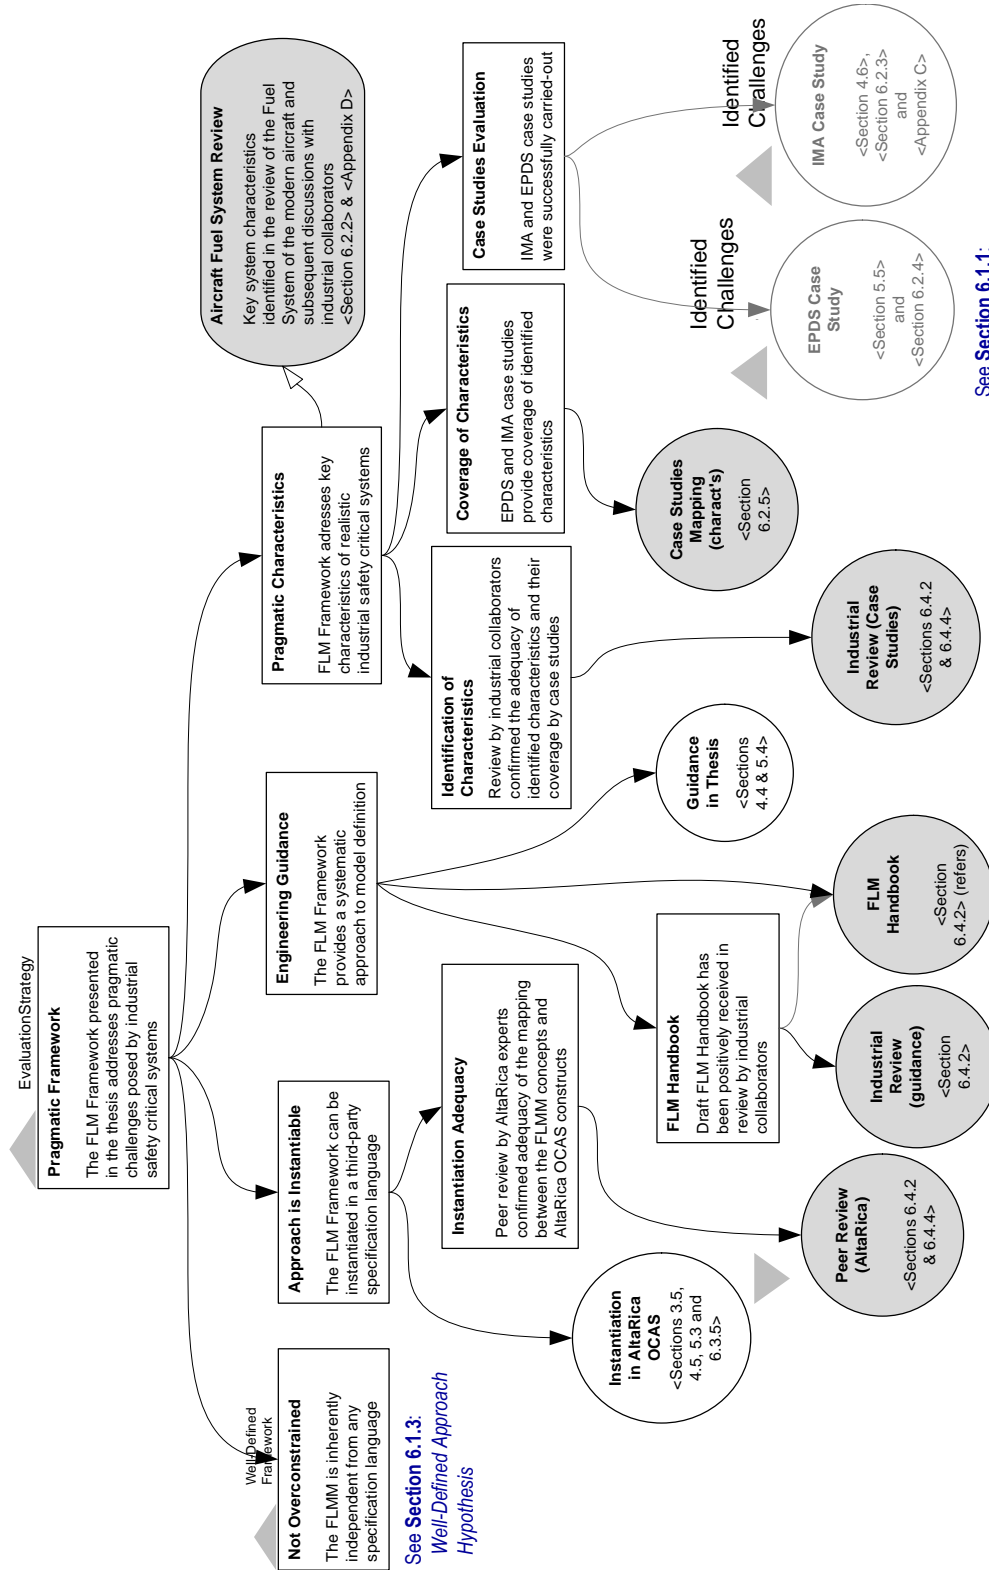 EvaluationStrategy
Pragmatic Framework
The FLM Framework presented
in the thesis addresses pragmatic
challenges posed by industrial
safety critical systems
Well-Defined
Framework
Not Overconstrained
The FLMM is inherently
independent from any
specification language
See Section 6.1.3:
Well-Defined Approach
Hypothesis
Approach is Instantiable
The FLM Framework can be
instantiated in a third-party
specification language
Engineering Guidance
The FLM Framework
provides a systematic
approach to model definition
Pragmatic Characteristics
FLM Framework adresses key
characteristics of realistic
industrial safety critical systems
Aircraft Fuel System Review
Key system characteristics
identified in the review of the Fuel
System of the modern aircraft and
subsequent discussions with
industrial collaborators
<Section 6.2.2> & <Appendix D>
Instantiation Adequacy
Peer review by AltaRica experts
confirmed adequacy of the mapping
between the FLMM concepts and
AltaRica OCAS constructs
Identification of
Characteristics
Review by industrial collaborators
confirmed the adequacy of
identified characteristics and their
coverage by case studies
Coverage of Characteristics
EPDS and IMA case studies
provide coverage of identified
characteristics
Case Studies Evaluation
IMA and EPDS case studies
were successfully carried-out
Instantiation
in AltaRica
OCAS
<Sections 3.5,
4.5, 5.3 and
6.3.5>
FLM Handbook
Draft FLM Handbook has
been positively received in
review by industrial
collaborators
Guidance
in Thesis
<Sections
4.4 & 5.4>
Case Studies
Mapping
(charact's)
<Section
6.2.5>
Identified
Challenges
EPDS Case
Study
<Section 5.5>
and
<Section 6.2.4>
Identified
Challenges
IMA Case Study
<Section 4.6>,
<Section 6.2.3>
and
<Appendix C>
Peer Review
(AltaRica)
<Sections 6.4.2
& 6.4.4>
Industrial
Review
(guidance)
<Section
6.4.2>
FLM
Handbook
<Section
6.4.2> (refers)
Industrial
Review (Case
Studies)
<Sections 6.4.2
& 6.4.4>
See Section 6.1.1: